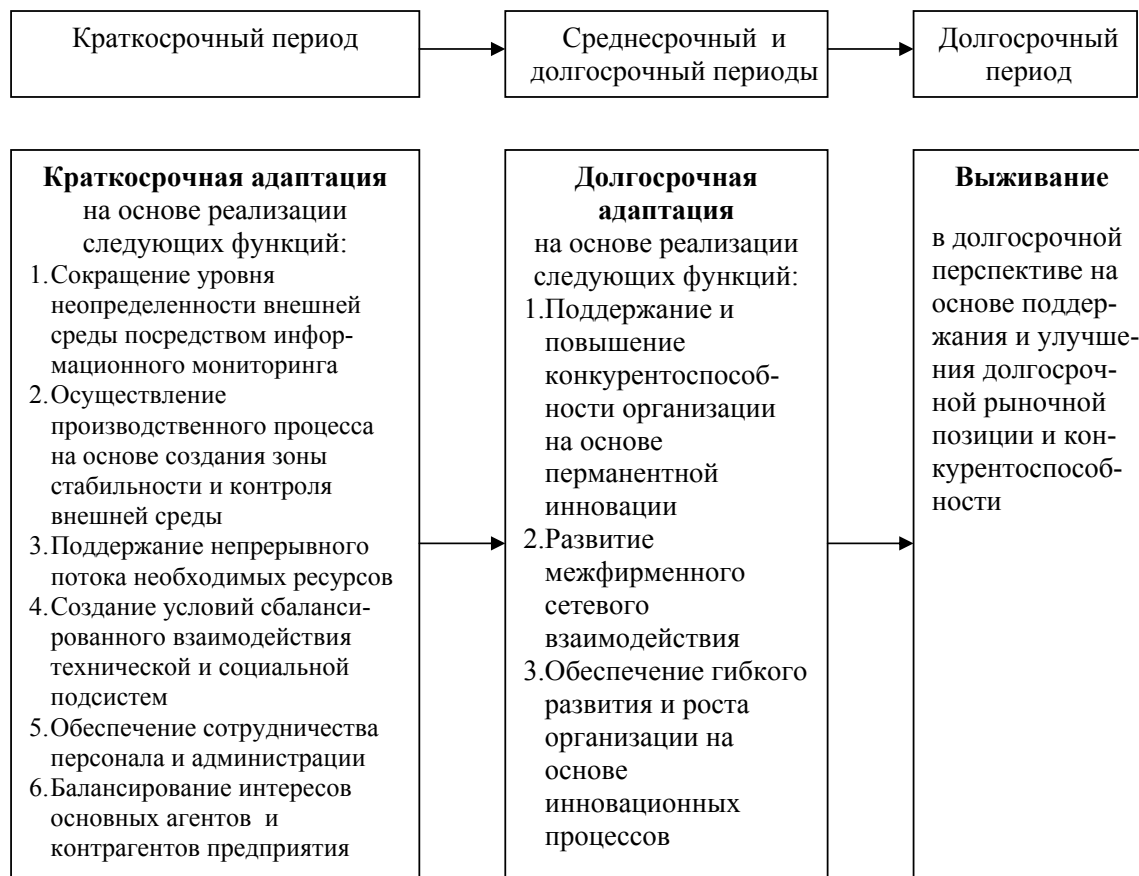 Краткосрочный период
Среднесрочный и
долгосрочный периоды
Долгосрочный
период
Краткосрочная адаптация
на основе реализации
следующих функций:
1.Сокращение уровня
неопределенности внешней
среды посредством инфор-
мационного мониторинга
2.Осуществление
производственного процесса
на основе создания зоны
стабильности и контроля
внешней среды
3.Поддержание непрерывного
потока необходимых ресурсов
4.Создание условий сбаланси-
рованного взаимодействия
технической и социальной
подсистем
5.Обеспечение сотрудничества
персонала и администрации
6.Балансирование интересов
основных агентов и
контрагентов предприятия
Долгосрочная
адаптация
на основе реализации
следующих функций:
1.Поддержание и
повышение
конкурентоспособ-
ности организации
на основе
перманентной
инновации
2.Развитие
межфирменного
сетевого
взаимодействия
3.Обеспечение гибкого
развития и роста
организации на
основе
инновационных
процессов
Выживание
в долгосрочной
перспективе на
основе поддер-
жания и улучше-
ния долгосроч-
ной рыночной
позиции и кон-
курентоспособ-
ности